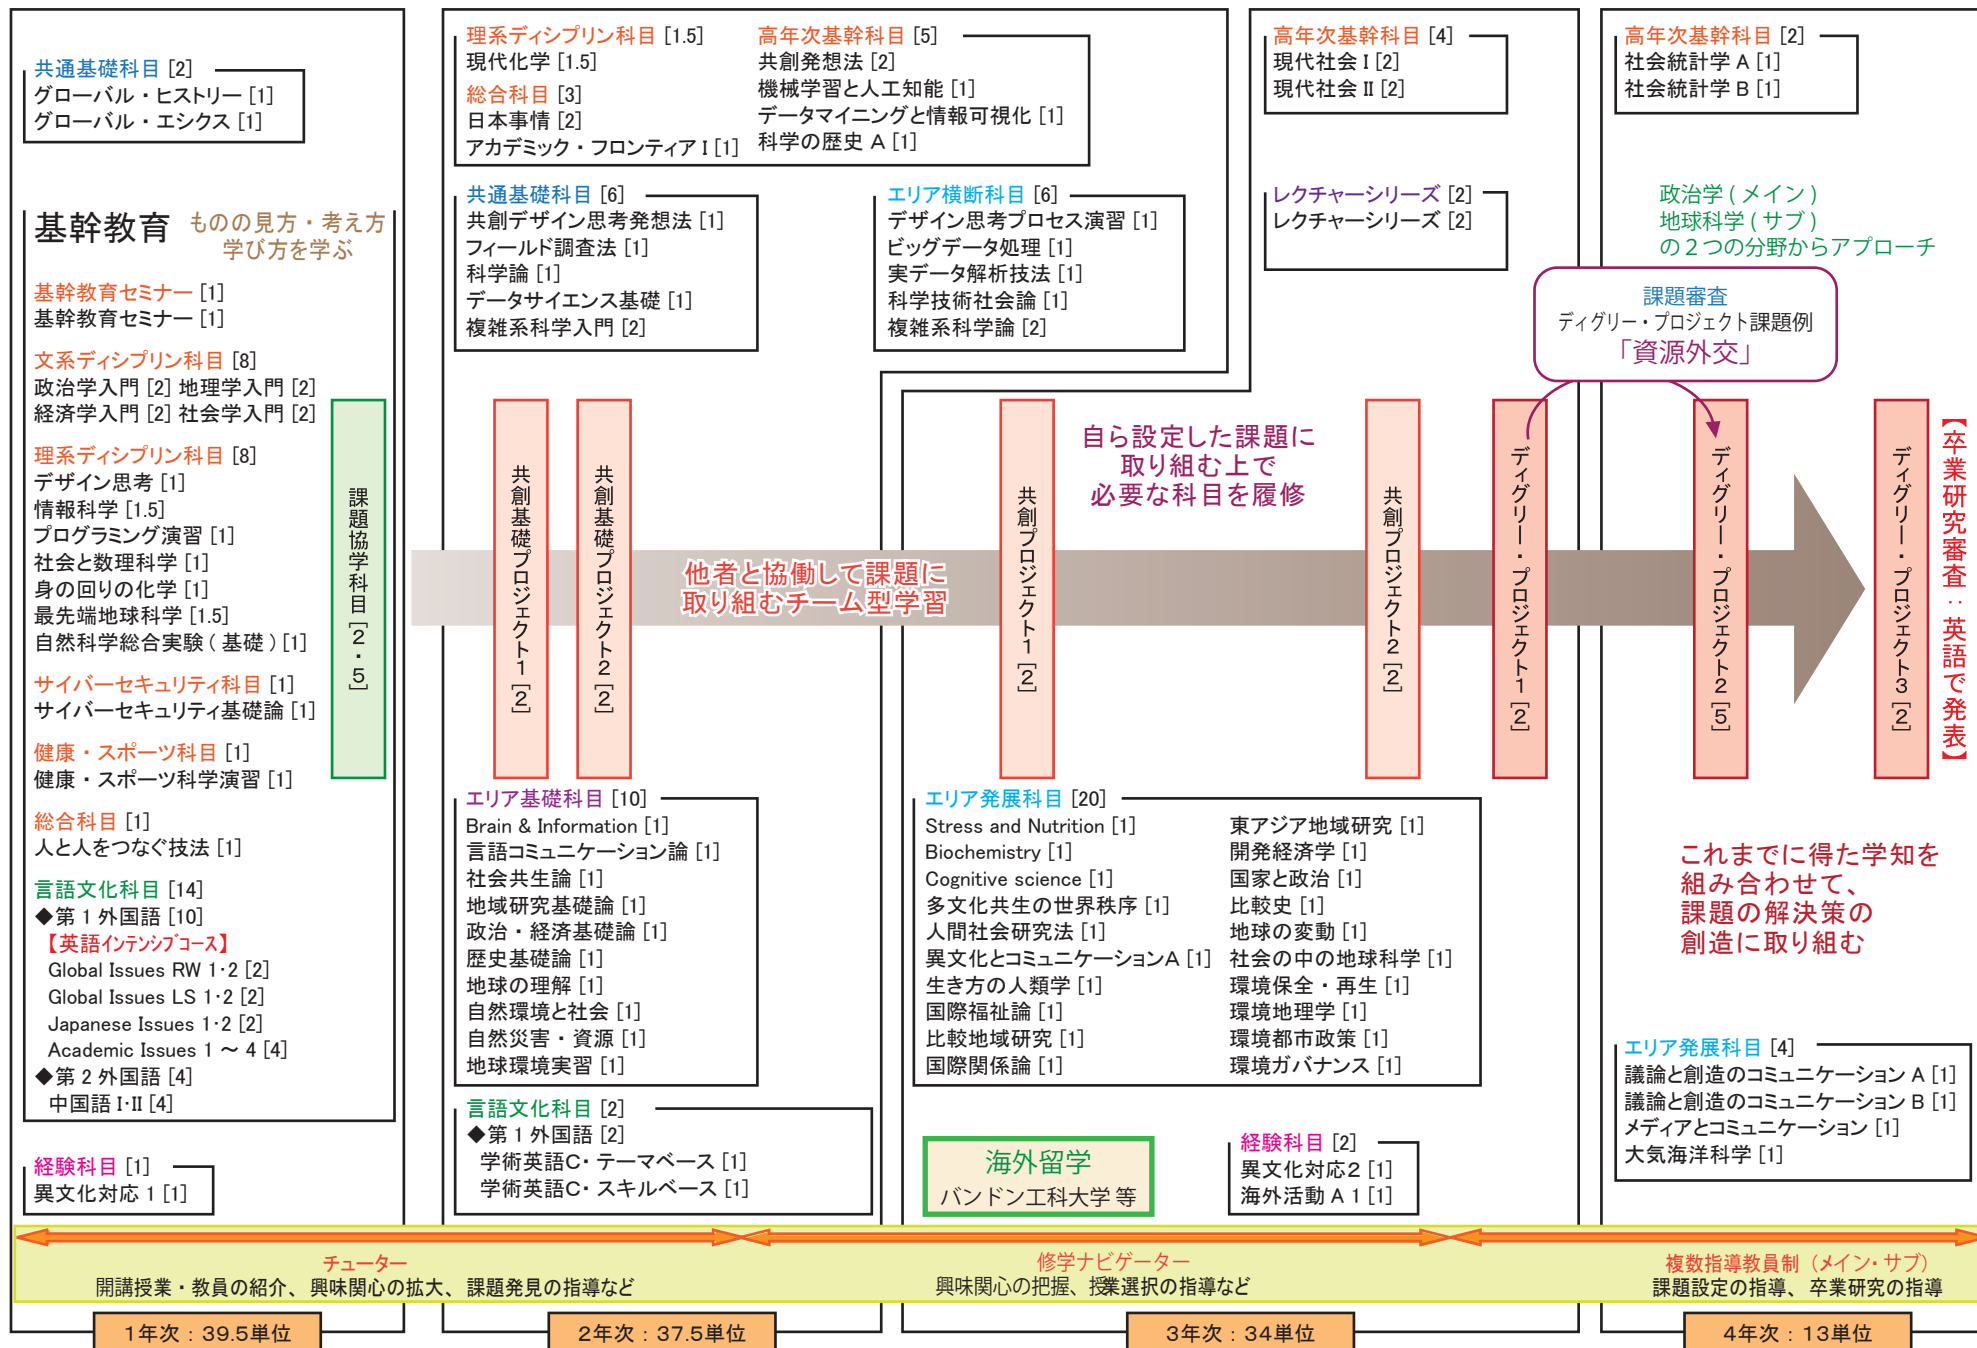 共通基礎科目 [2]
グローバル・ヒストリー [1]
グローバル・エシクス [1]
基幹教育
ものの見方・考え方
学び方を学ぶ
基幹教育セミナー [1]
基幹教育セミナー [1]
文系ディシプリン科目 [8]
政治学入門 [2] 地理学入門 [2]
経済学入門 [2] 社会学入門 [2]
理系ディシプリン科目 [8]
デザイン思考 [1]
情報科学 [1.5]
プログラミング演習 [1]
社会と数理科学 [1]
身の回りの化学 [1]
最先端地球科学 [1.5]
自然科学総合実験 ( 基礎 ) [1]
サイバーセキュリティ科目 [1]
サイバーセキュリティ基礎論 [1]
健康・スポーツ科目 [1]
健康・スポーツ科学演習 [1]
総合科目 [1]
人と人をつなぐ技法 [1]
言語文化科目 [14]
◆第 1 外国語 [10]
【英語インテンシブコース】
Global Issues RW 1・2 [2]
Global Issues LS 1・2 [2]
Japanese Issues 1・2 [2]
Academic Issues 1 ～ 4 [4]
◆第 2 外国語 [4]
中国語 I・II [4]
経験科目 [1]
異文化対応 1 [1]
課題協学科目 [2・5]
理系ディシプリン科目 [1.5]
現代化学 [1.5]
総合科目 [3]
日本事情 [2]
アカデミック・フロンティア I [1]
高年次基幹科目 [5]
共創発想法 [2]
機械学習と人工知能 [1]
データマイニングと情報可視化 [1]
科学の歴史 A [1]
共通基礎科目 [6]
共創デザイン思考発想法 [1]
フィールド調査法 [1]
科学論 [1]
データサイエンス基礎 [1]
複雑系科学入門 [2]
エリア横断科目 [6]
デザイン思考プロセス演習 [1]
ビッグデータ処理 [1]
実データ解析技法 [1]
科学技術社会論 [1]
複雑系科学論 [2]
共創基礎プロジェクト1 [2]
共創基礎プロジェクト2 [2]
他者と協働して課題に
取り組むチーム型学習
エリア基礎科目 [10]
Brain & Information [1]
言語コミュニケーション論 [1]
社会共生論 [1]
地域研究基礎論 [1]
政治・経済基礎論 [1]
歴史基礎論 [1]
地球の理解 [1]
自然環境と社会 [1]
自然災害・資源 [1]
地球環境実習 [1]
言語文化科目 [2]
◆第 1 外国語 [2]
学術英語C・テーマベース [1]
学術英語C・スキルベース [1]
高年次基幹科目 [4]
現代社会 I [2]
現代社会 II [2]
レクチャーシリーズ [2]
レクチャーシリーズ [2]
自ら設定した課題に
取り組む上で
必要な科目を履修
共創プロジェクト1 [2]
共創プロジェクト2 [2]
ディグリー・プロジェクト1 [2]
エリア発展科目 [20]
Stress and Nutrition [1]
Biochemistry [1]
Cognitive science [1]
多文化共生の世界秩序 [1]
人間社会研究法 [1]
異文化とコミュニケーションA [1]
生き方の人類学 [1]
国際福祉論 [1]
比較地域研究 [1]
国際関係論 [1]
東アジア地域研究 [1]
開発経済学 [1]
国家と政治 [1]
比較史 [1]
地球の変動 [1]
社会の中の地球科学 [1]
環境保全・再生 [1]
環境地理学 [1]
環境都市政策 [1]
環境ガバナンス [1]
海外留学
バンドン工科大学 等
経験科目 [2]
異文化対応2 [1]
海外活動 A 1 [1]
高年次基幹科目 [2]
社会統計学 A [1]
社会統計学 B [1]
政治学 ( メイン )
地球科学 ( サブ )
の 2 つの分野からアプローチ
課題審査
ディグリー・プロジェクト課題例
「資源外交」
ディグリー・プロジェクト2 [5]
ディグリー・プロジェクト3 [2]
【卒業研究審査：英語で発表】
これまでに得た学知を
組み合わせて、
課題の解決策の
創造に取り組む
エリア発展科目 [4]
議論と創造のコミュニケーション A [1]
議論と創造のコミュニケーション B [1]
メディアとコミュニケーション [1]
大気海洋科学 [1]
チューター
開講授業・教員の紹介、興味関心の拡大、課題発見の指導など
修学ナビゲーター
興味関心の把握、授業選択の指導など
複数指導教員制（メイン・サブ）
課題設定の指導、卒業研究の指導
1年次：39.5単位
2年次：37.5単位
3年次：34単位
4年次：13単位